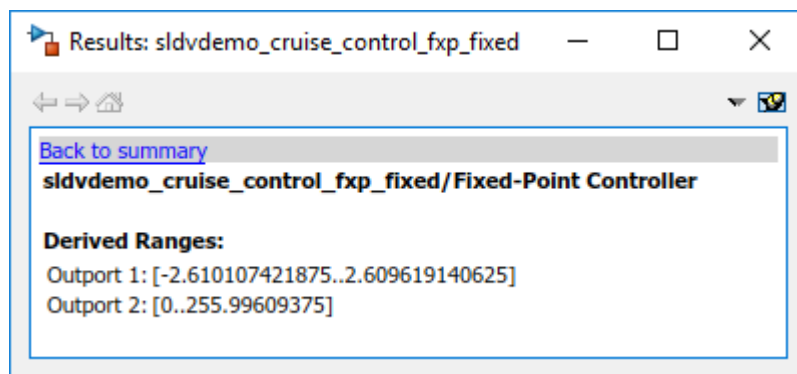 Results: sldvdemo_cruise_control_fxp_fixed
Back to summary
sldvdemo_cruise_control_fxp_fixed/Fixed-Point Controller
Derived Ranges:
Outport 1: [-2.610107421875..2.609619140625]
Outport 2: [0..255.99609375]